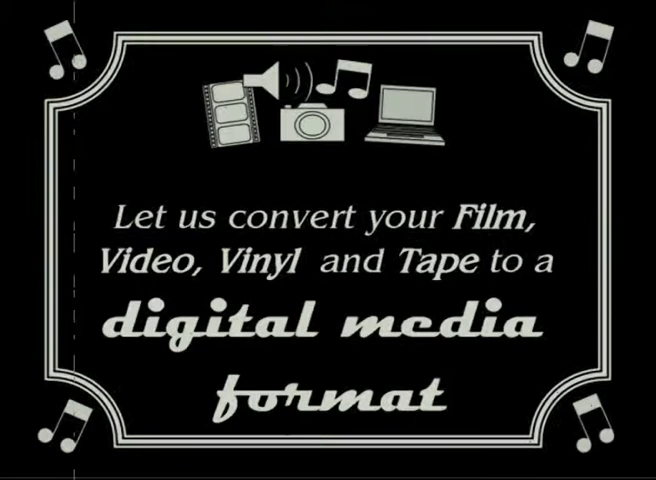 Let us convert your Film,
Video, Vinyl and Tape to a
digital media
format